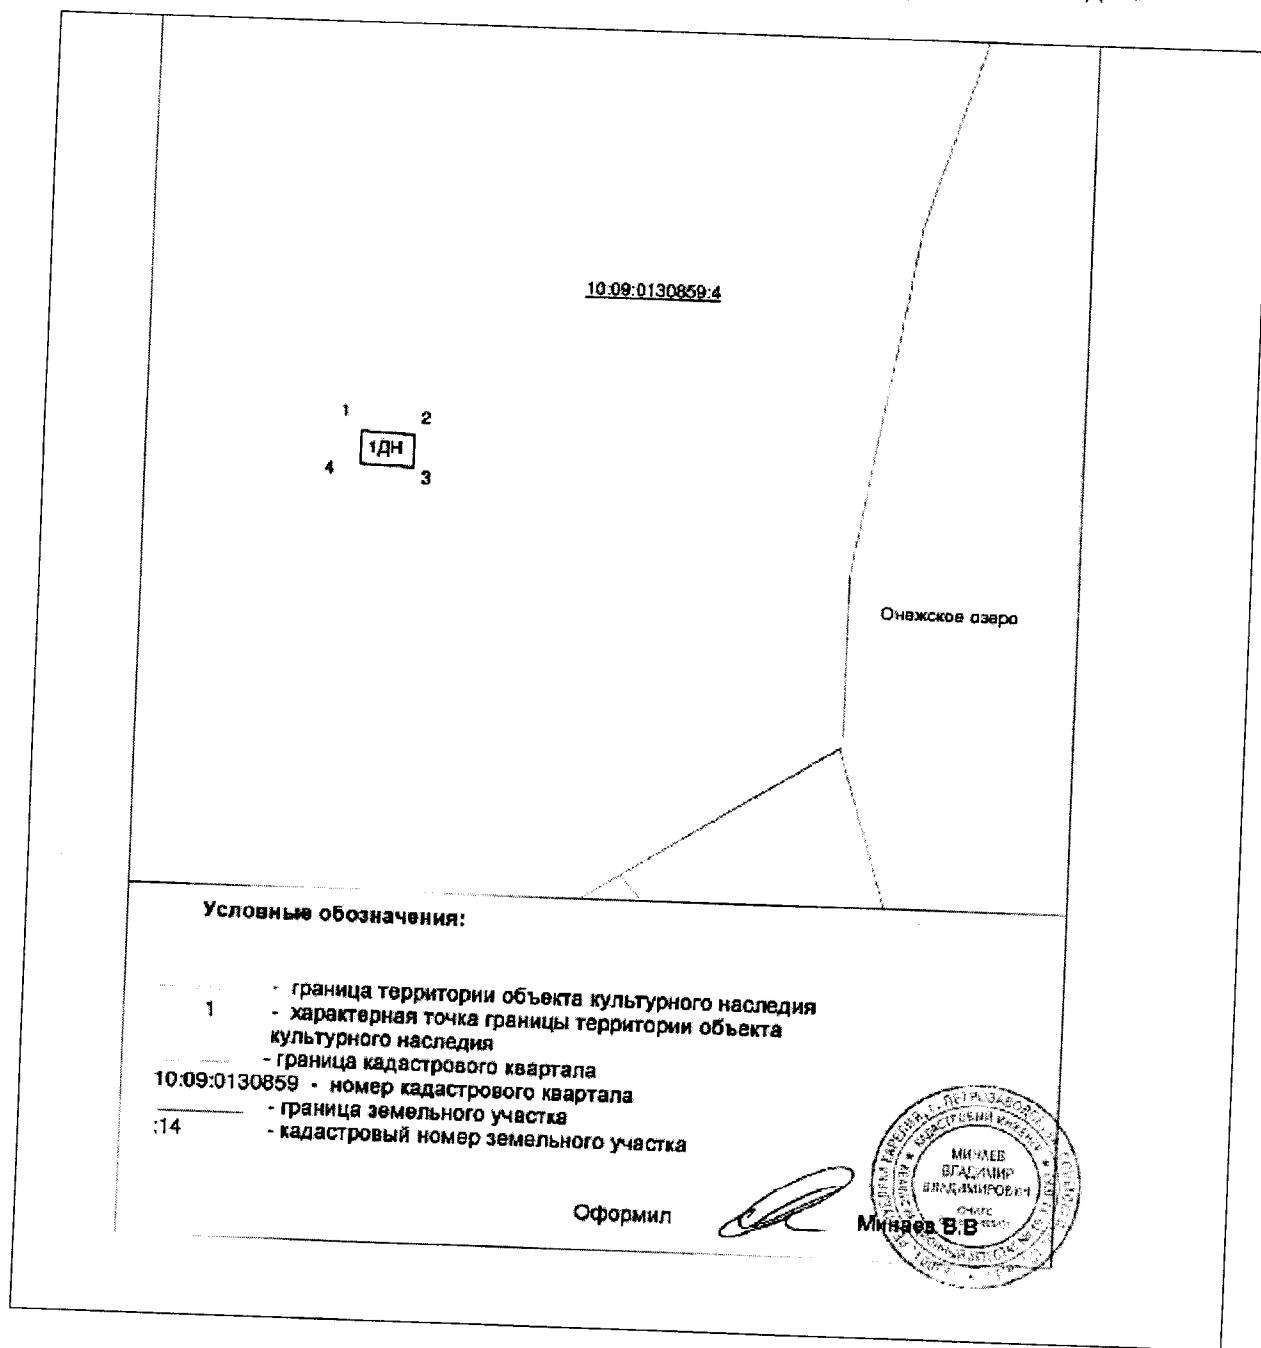 10:09:0130859:4
1
2
1ДН
4
3
Онежское озеро
Условные обозначения:
- граница территории объекта культурного наследия
1 - характерная точка границы территории объекта
культурного наследия
- граница кадастрового квартала
10:09:0130859 - номер кадастрового квартала
- граница земельного участка
:14 - кадастровый номер земельного участка
Оформил Минаев В.В
МИНАЕВ
ВЛАДИМИР
ВЛАДИМИРОВИЧ
КАДАСТРОВЫЙ ИНЖЕНЕР